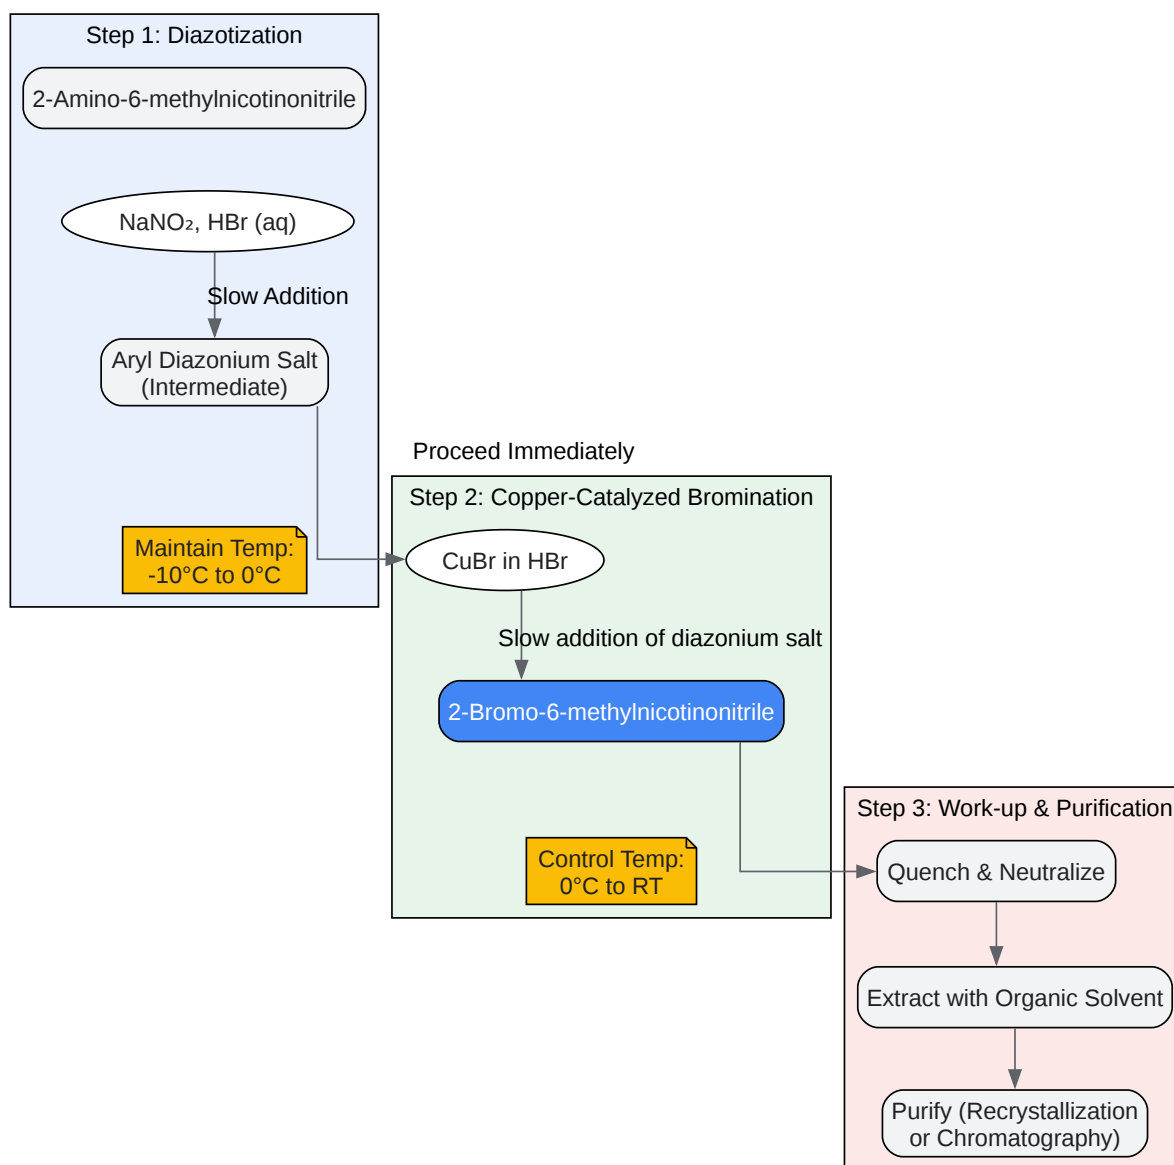 Step 1: Diazotization
2-Amino-6-methylnicotinonitrile
NaNO₂, HBr (aq)
Slow Addition
Aryl Diazonium Salt
(Intermediate)
Maintain Temp:
-10°C to 0°C
Proceed Immediately
Step 2: Copper-Catalyzed Bromination
CuBr in HBr
Slow addition of diazonium salt
2-Bromo-6-methylnicotinonitrile
Control Temp:
0°C to RT
Step 3: Work-up & Purification
Quench & Neutralize
Extract with Organic Solvent
Purify (Recrystallization
or Chromatography)